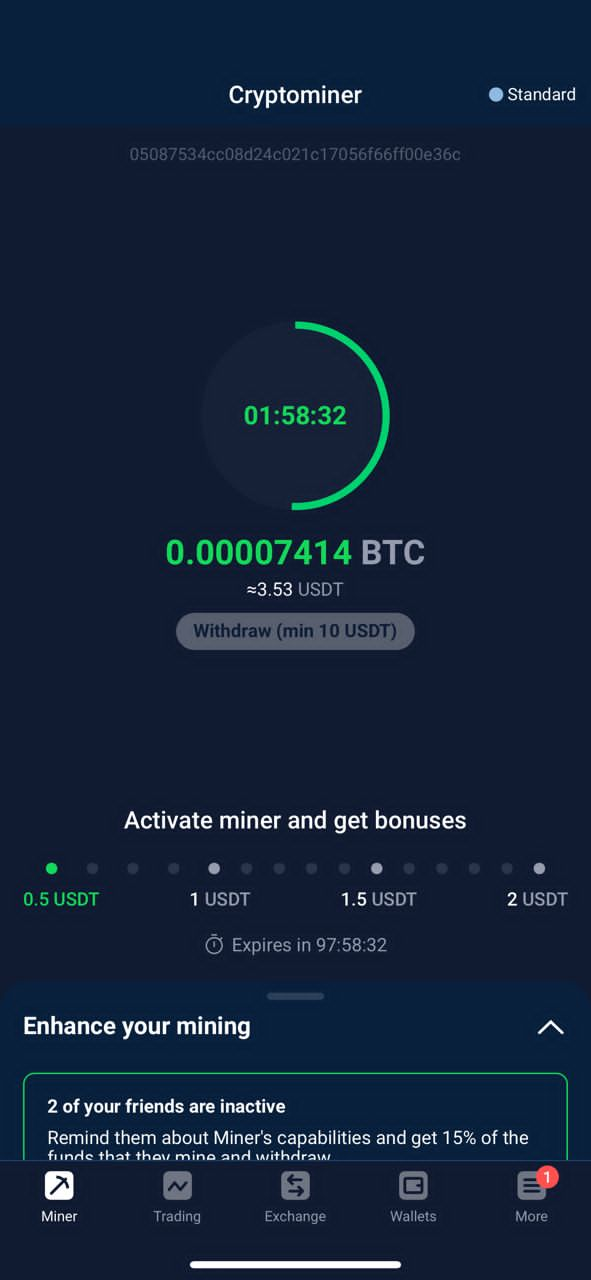 Cryptominer
Standard
05087534cc08d24c021c17056f66ff00e36c
01:58:32
0.00007414 BTC
≈3.53 USDT
Withdraw (min 10 USDT)
Activate miner and get bonuses
0.5 USDT 1 USDT 1.5 USDT 2 USDT
Expires in 97:58:32
Enhance your mining
2 of your friends are inactive
Remind them about Miner's capabilities and get 15% of the
funds that they mine and withdraw
1
Miner Trading Exchange Wallets More